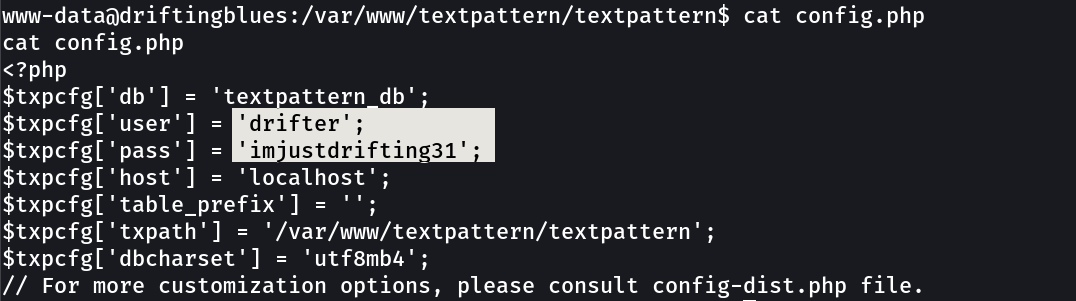 www-data@driftingblues:/var/www/textpattern/textpattern$ cat config.php
cat config.php
<?php
$txpcfg['db'] = 'textpattern_db';
$txpcfg['user'] = 'drifter';
$txpcfg['pass'] = 'imjustdrifting31';
$txpcfg['host'] = 'localhost';
$txpcfg['table_prefix'] = '';
$txpcfg['txpath'] = '/var/www/textpattern/textpattern';
$txpcfg['dbcharset'] = 'utf8mb4';
// For more customization options, please consult config-dist.php file.